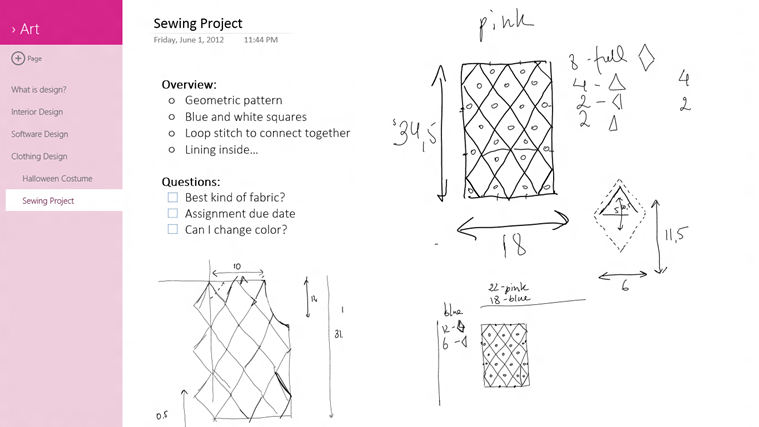 › Art
+ Page
What is design?
Interior Design
Software Design
Clothing Design
Halloween Costume
Sewing Project
Sewing Project
Friday, June 1, 2012 11:44 PM
Overview:
Geometric pattern
Blue and white squares
Loop stitch to connect together
Lining inside...
Questions:
Best kind of fabric?
Assignment due date
Can I change color?
pink
8 - full
4 - 4
2 - 2
2
34,5
18
11,5
6
10
0.5
22-pink
18-blue
blue
12 -
6 -